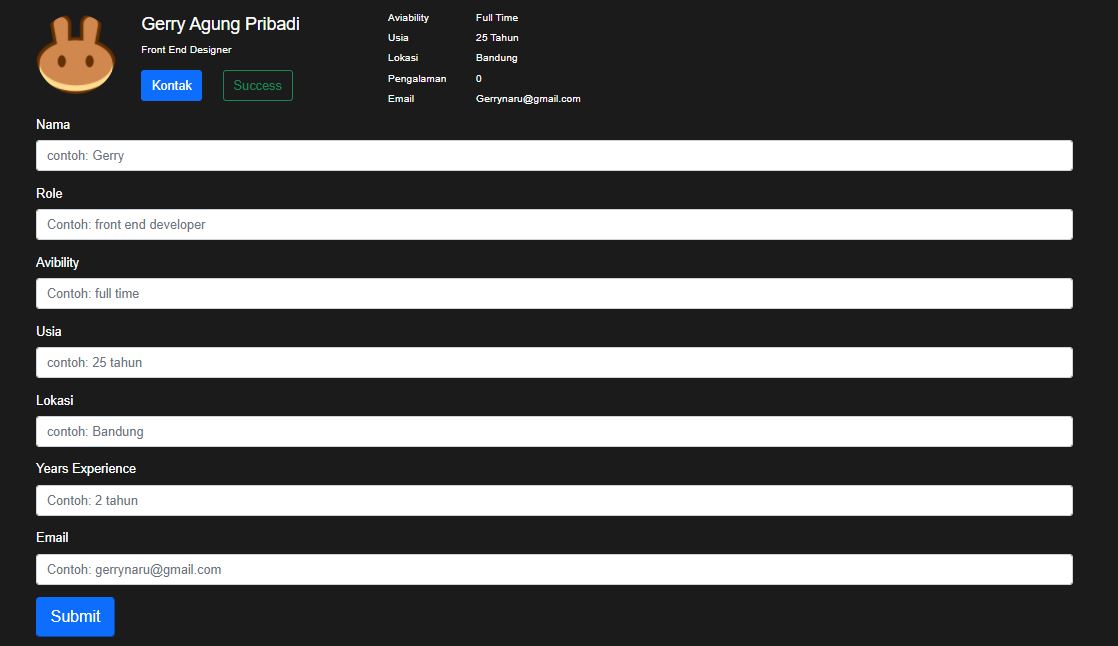 Gerry Agung Pribadi
Front End Designer
Kontak
Success
Aviability Full Time
Usia 25 Tahun
Lokasi Bandung
Pengalaman 0
Email Gerrynaru@gmail.com
Nama
contoh: Gerry
Role
Contoh: front end developer
Avibility
Contoh: full time
Usia
contoh: 25 tahun
Lokasi
contoh: Bandung
Years Experience
Contoh: 2 tahun
Email
Contoh: gerrynaru@gmail.com
Submit